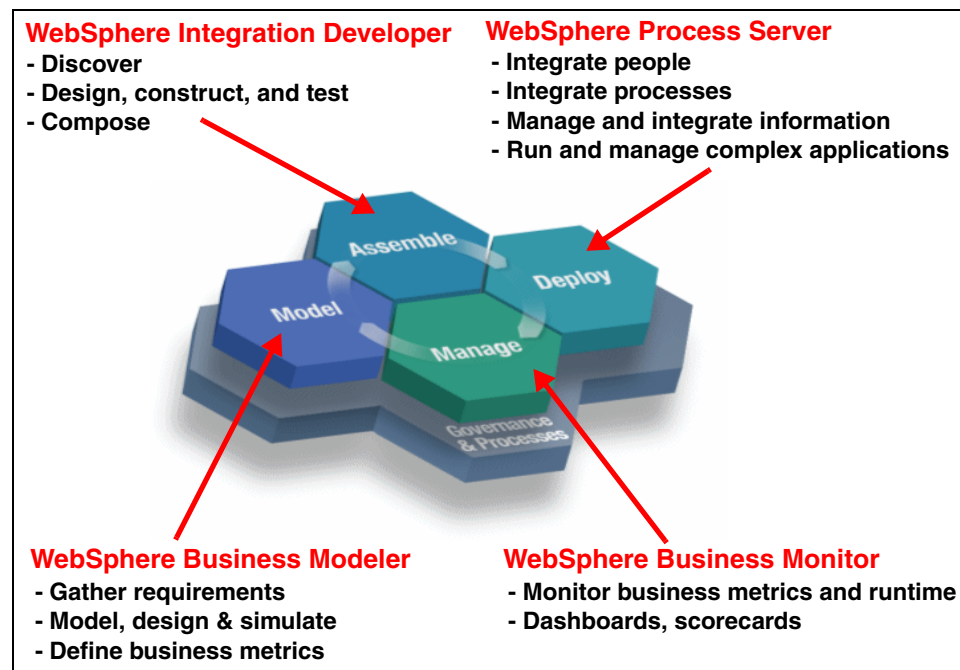 WebSphere Integration Developer
- Discover
- Design, construct, and test
- Compose
WebSphere Process Server
- Integrate people
- Integrate processes
- Manage and integrate information
- Run and manage complex applications
Assemble
Deploy
Model
Manage
Governance
& Processes
WebSphere Business Modeler
- Gather requirements
- Model, design & simulate
- Define business metrics
WebSphere Business Monitor
- Monitor business metrics and runtime
- Dashboards, scorecards